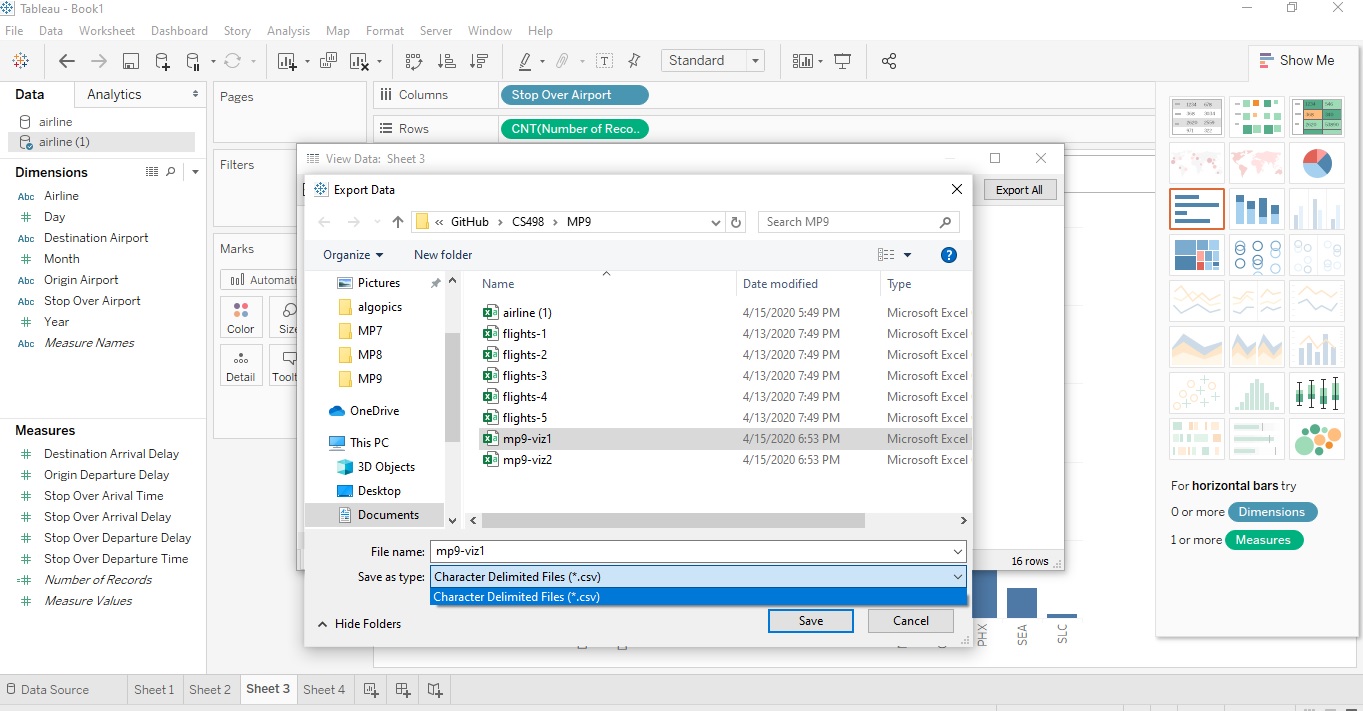 Tableau - Book1
File Data Worksheet Dashboard Story Analysis Map Format Server Window Help
Standard
Show Me
Data Analytics
Pages
Columns Stop Over Airport
Rows CNT(Number of Reco..
airline
airline (1)
Filters
Dimensions
Abc Airline
Day
Abc Destination Airport
Month
Abc Origin Airport
Abc Stop Over Airport
Year
Abc Measure Names
Marks
Automati
Color Size
Detail Toolt
Measures
Destination Arrival Delay
Origin Departure Delay
Stop Over Arival Time
Stop Over Arrival Delay
Stop Over Departure Delay
Stop Over Departure Time
Number of Records
Measure Values
View Data: Sheet 3
Export All
16 rows
Export Data
« GitHub › CS498 › MP9
Search MP9
Organize New folder
Pictures
algopics
MP7
MP8
MP9
OneDrive
This PC
3D Objects
Desktop
Documents
Name Date modified Type
airline (1) 4/15/2020 5:49 PM Microsoft Excel
flights-1 4/13/2020 7:49 PM Microsoft Excel
flights-2 4/13/2020 7:49 PM Microsoft Excel
flights-3 4/13/2020 7:49 PM Microsoft Excel
flights-4 4/13/2020 7:49 PM Microsoft Excel
flights-5 4/13/2020 7:49 PM Microsoft Excel
mp9-viz1 4/15/2020 6:53 PM Microsoft Excel
mp9-viz2 4/15/2020 6:53 PM Microsoft Excel
File name: mp9-viz1
Save as type: Character Delimited Files (*.csv)
Character Delimited Files (*.csv)
Hide Folders
Save Cancel
PHX
SEA
SLC
For horizontal bars try
0 or more Dimensions
1 or more Measures
Data Source Sheet 1 Sheet 2 Sheet 3 Sheet 4